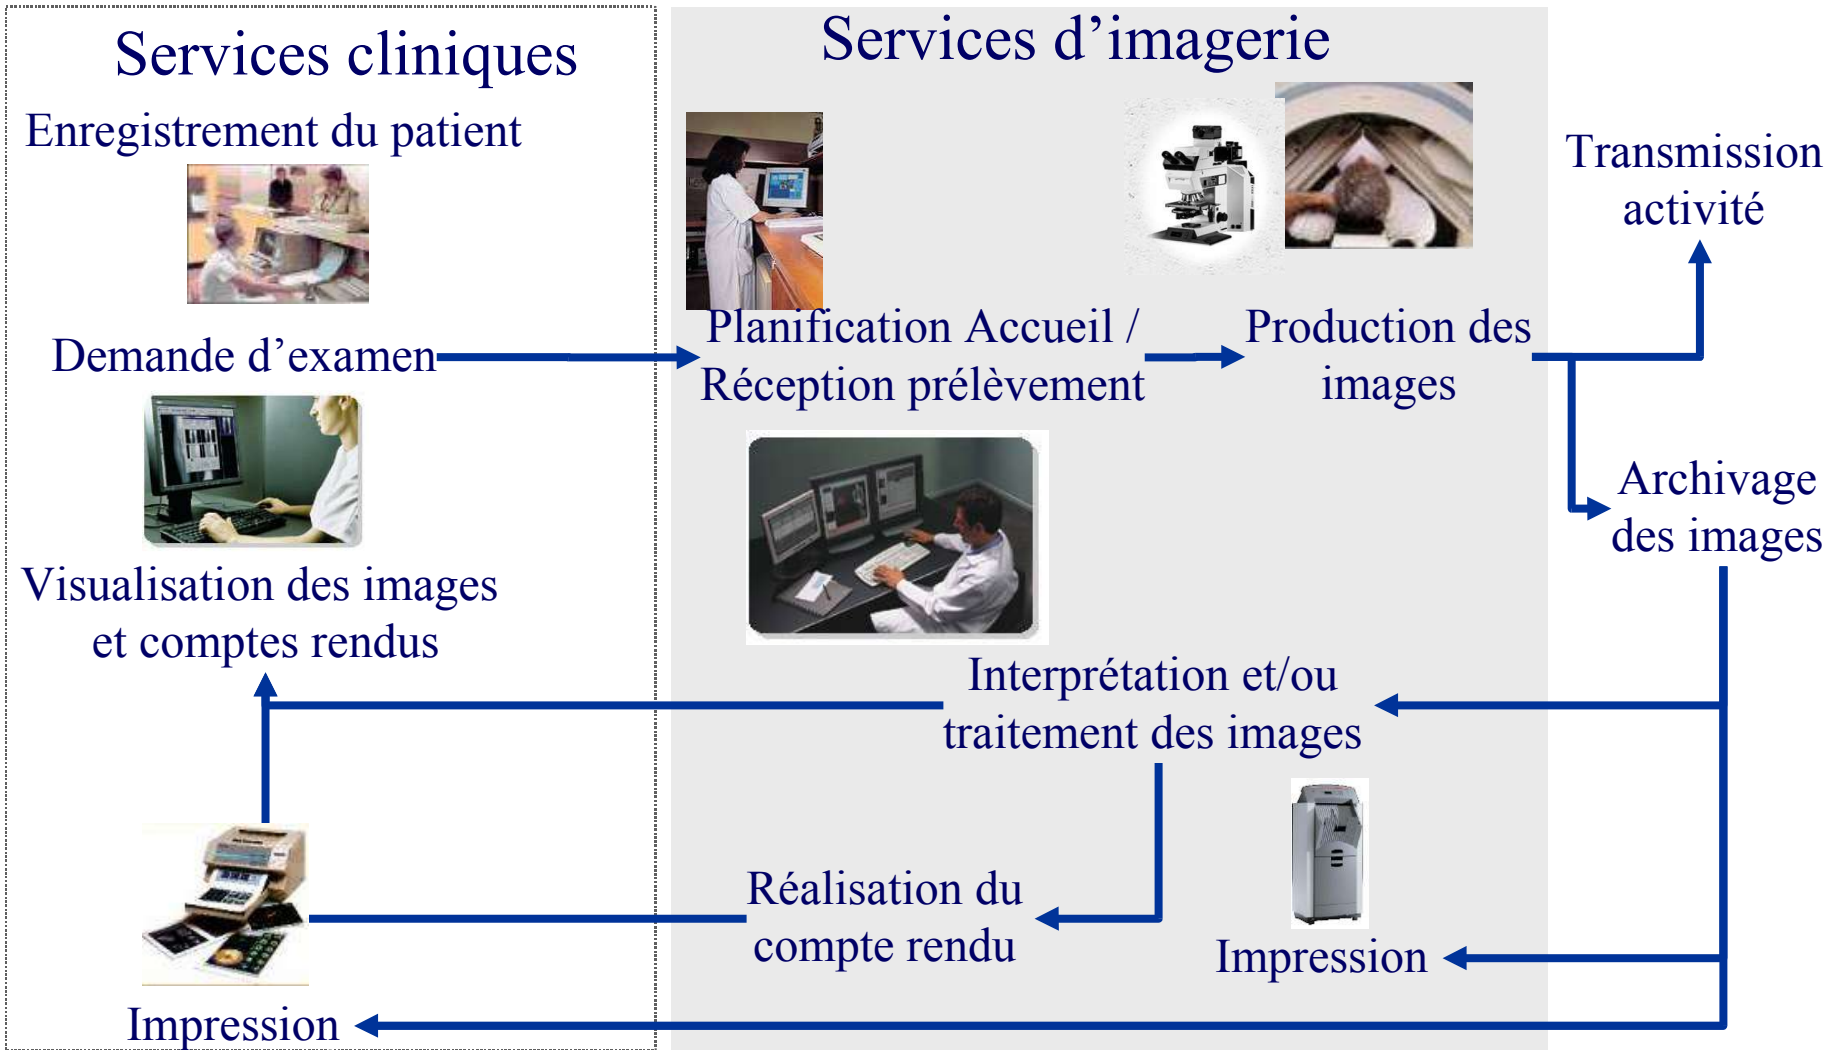 Services cliniques
Enregistrement du patient
Demande d’examen
Visualisation des images
et comptes rendus
Impression
Services d’imagerie
Planification Accueil /
Réception prélèvement
Production des
images
Interprétation et/ou
traitement des images
Réalisation du
compte rendu
Impression
Transmission
activité
Archivage
des images